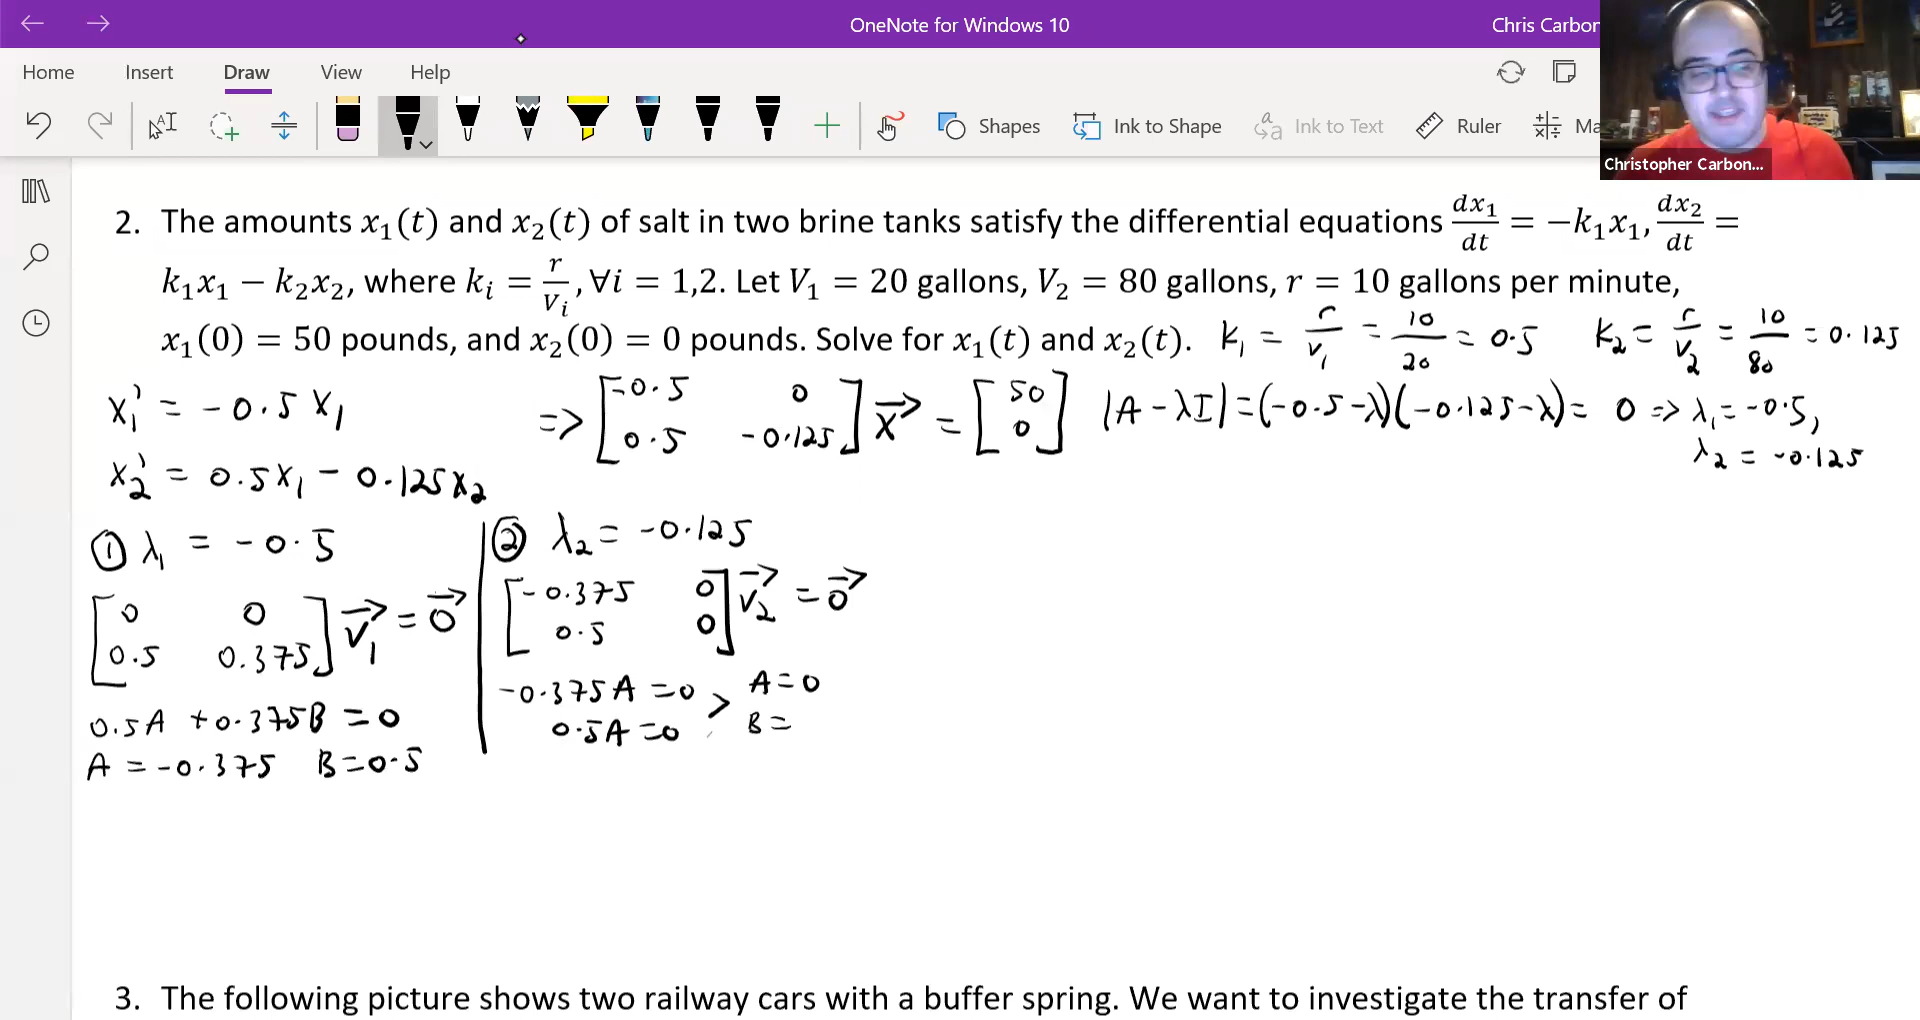 OneNote for Windows 10
Chris Carbon
Home Insert Draw View Help
Shapes Ink to Shape Ink to Text Ruler Ma
Christopher Carbon...
2. The amounts x₁(t) and x₂(t) of salt in two brine tanks satisfy the differential equations dx₁/dt = −k₁x₁, dx₂/dt =
k₁x₁ − k₂x₂, where kᵢ = r/Vᵢ, ∀i = 1,2. Let V₁ = 20 gallons, V₂ = 80 gallons, r = 10 gallons per minute,
x₁(0) = 50 pounds, and x₂(0) = 0 pounds. Solve for x₁(t) and x₂(t). K₁ = r/V₁ = 10/20 = 0.5 K₂ = r/V₂ = 10/80 = 0.125
x₁' = -0.5 x₁ => [-0.5 0; 0.5 -0.125] x⃗ = [50; 0] |A - λI| = (-0.5-λ)(-0.125-λ) = 0 => λ₁ = -0.5,
λ₂ = -0.125
x₂' = 0.5x₁ - 0.125x₂
① λ₁ = -0.5
[0 0; 0.5 0.375] v⃗₁ = 0⃗
0.5A + 0.375B = 0
A = -0.375 B = 0.5
② λ₂ = -0.125
[-0.375 0; 0.5 0] v⃗₂ = 0⃗
-0.375A = 0 > A = 0
0.5A = 0 B =
3. The following picture shows two railway cars with a buffer spring. We want to investigate the transfer of